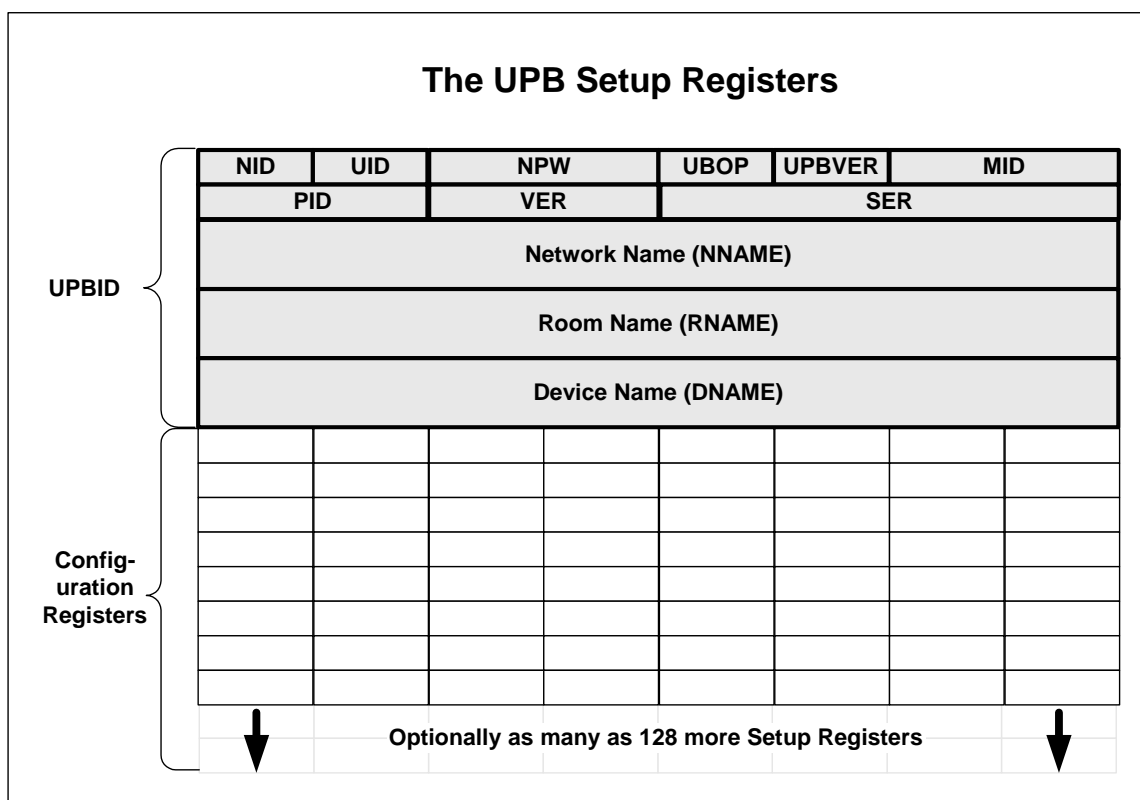 The UPB Setup Registers
NID UID NPW UBOP UPBVER MID
PID VER SER
Network Name (NNAME)
UPBID
Room Name (RNAME)
Device Name (DNAME)
Config-
uration
Registers
Optionally as many as 128 more Setup Registers